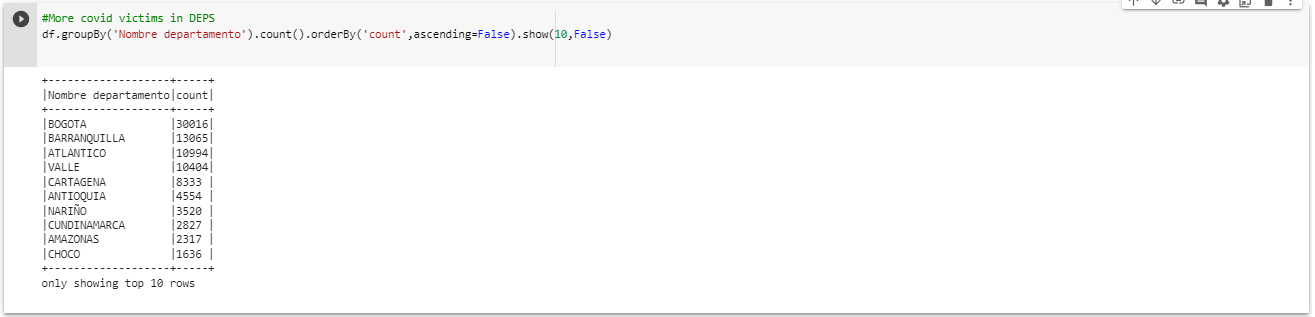 #More covid victims in DEPS
df.groupBy('Nombre departamento').count().orderBy('count',ascending=False).show(10,False)
+-------------------+-----+
|Nombre departamento|count|
+-------------------+-----+
|BOGOTA             |30016|
|BARRANQUILLA       |13065|
|ATLANTICO          |10994|
|VALLE              |10404|
|CARTAGENA          |8333 |
|ANTIOQUIA          |4554 |
|NARIÑO             |3520 |
|CUNDINAMARCA       |2827 |
|AMAZONAS           |2317 |
|CHOCO              |1636 |
+-------------------+-----+
only showing top 10 rows